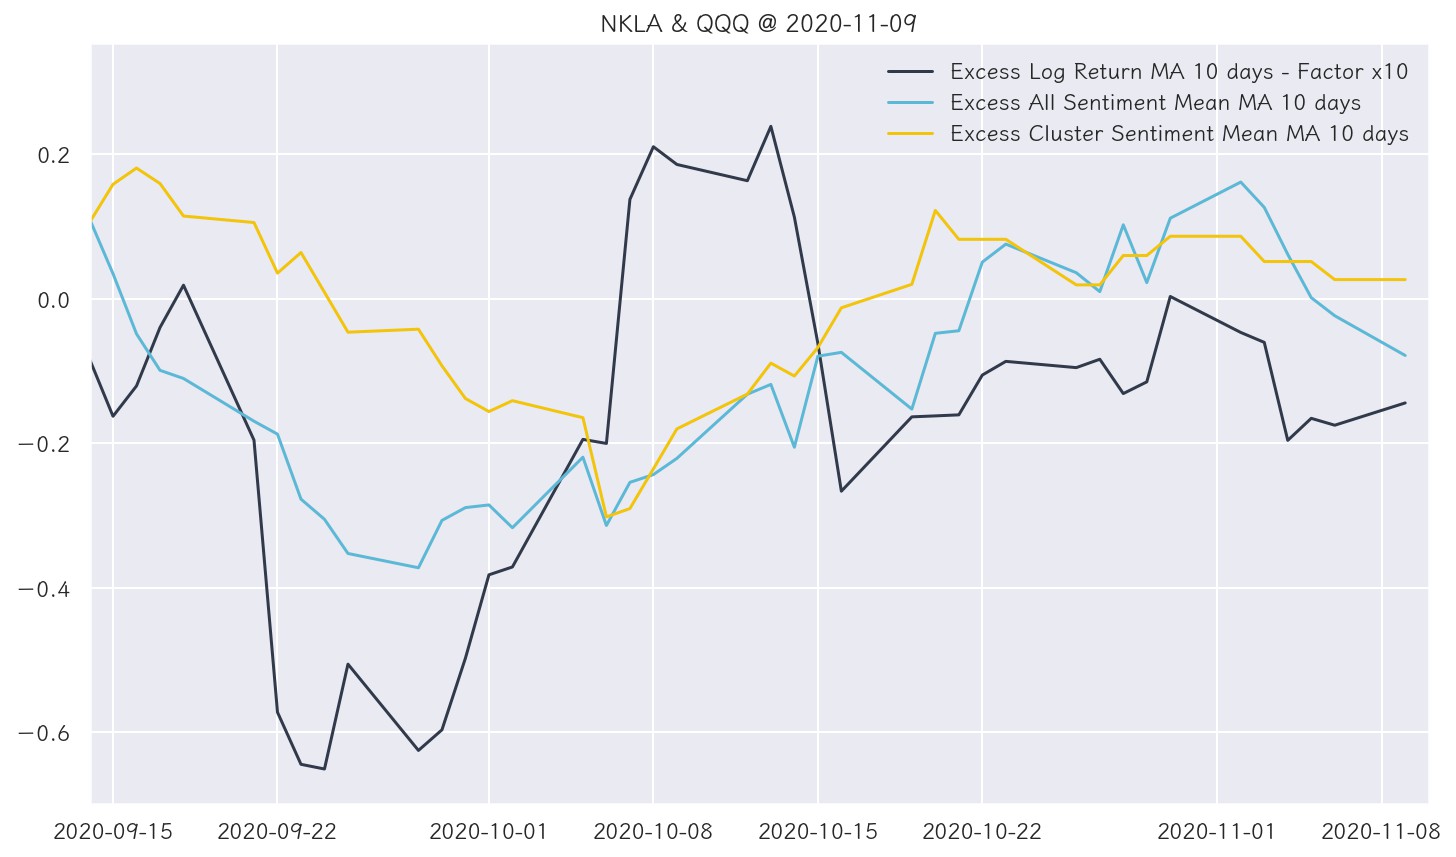 NKLA & QQQ @ 2020-11-09
Excess Log Return MA 10 days - Factor x10
Excess All Sentiment Mean MA 10 days
Excess Cluster Sentiment Mean MA 10 days
0.2
0.0
−0.2
−0.4
−0.6
2020-09-15 2020-09-22 2020-10-01 2020-10-08 2020-10-15 2020-10-22 2020-11-01 2020-11-08